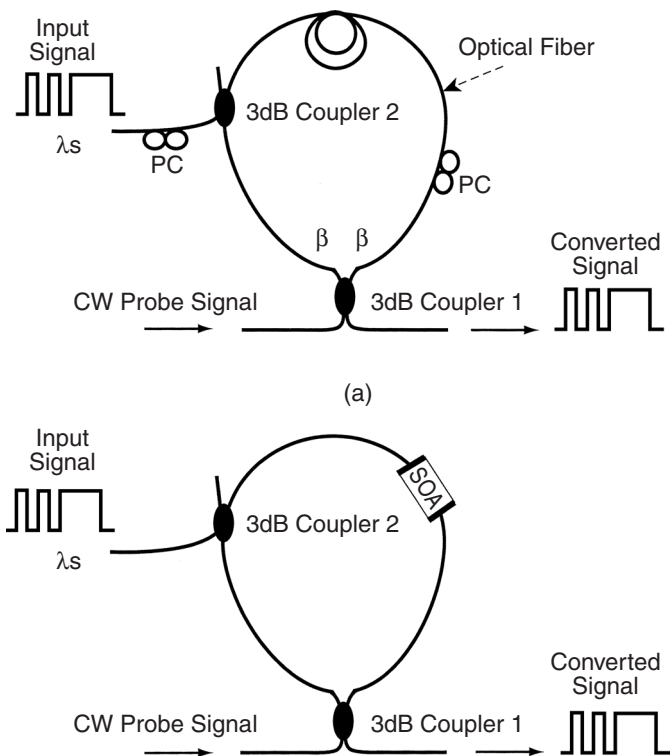 Input
Signal
Optical Fiber
3dB Coupler 2
λs
PC
PC
β β
Converted
Signal
CW Probe Signal
3dB Coupler 1
(a)
Input
Signal
SOA
3dB Coupler 2
λs
Converted
Signal
CW Probe Signal
3dB Coupler 1